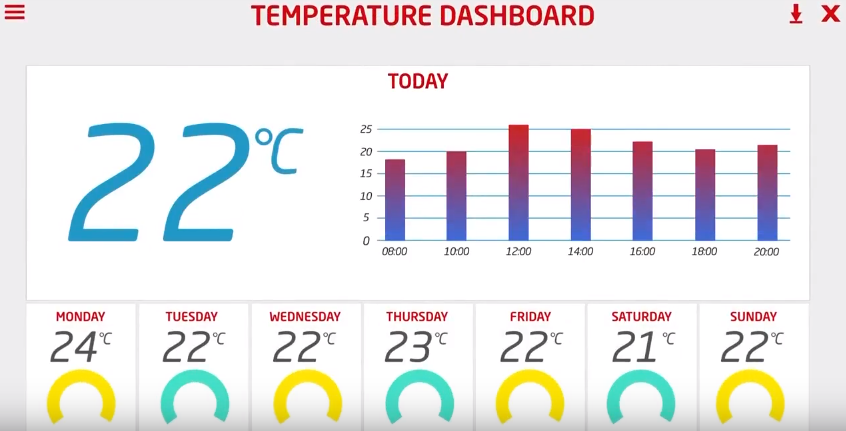 TEMPERATURE DASHBOARD
X
TODAY
22°C
25
20
15
10
5
0
08:00 10:00 12:00 14:00 16:00 18:00 20:00
MONDAY TUESDAY WEDNESDAY THURSDAY FRIDAY SATURDAY SUNDAY
24°C 22°C 22°C 23°C 22°C 21°C 22°C